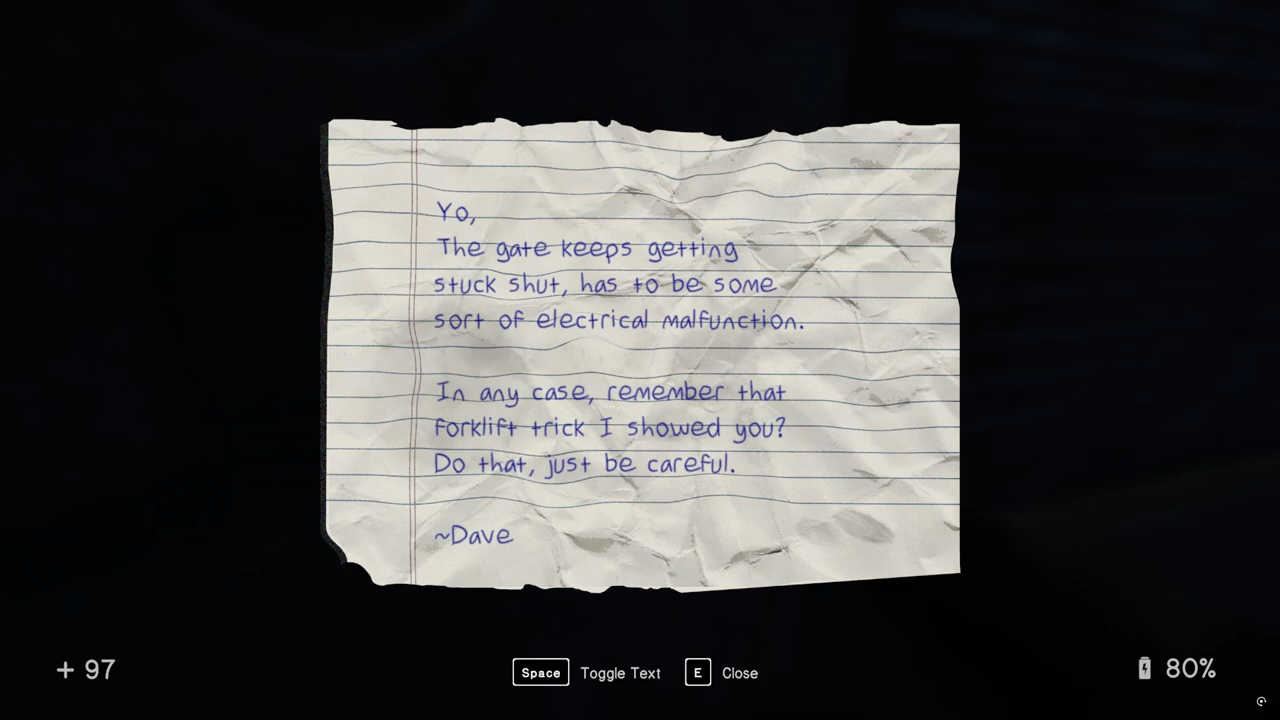 Yo,
The gate keeps getting
stuck shut, has to be some
sort of electrical malfunction.
In any case, remember that
forklift trick I showed you?
Do that, just be careful.
~Dave
+ 97
Space Toggle Text E Close
80%